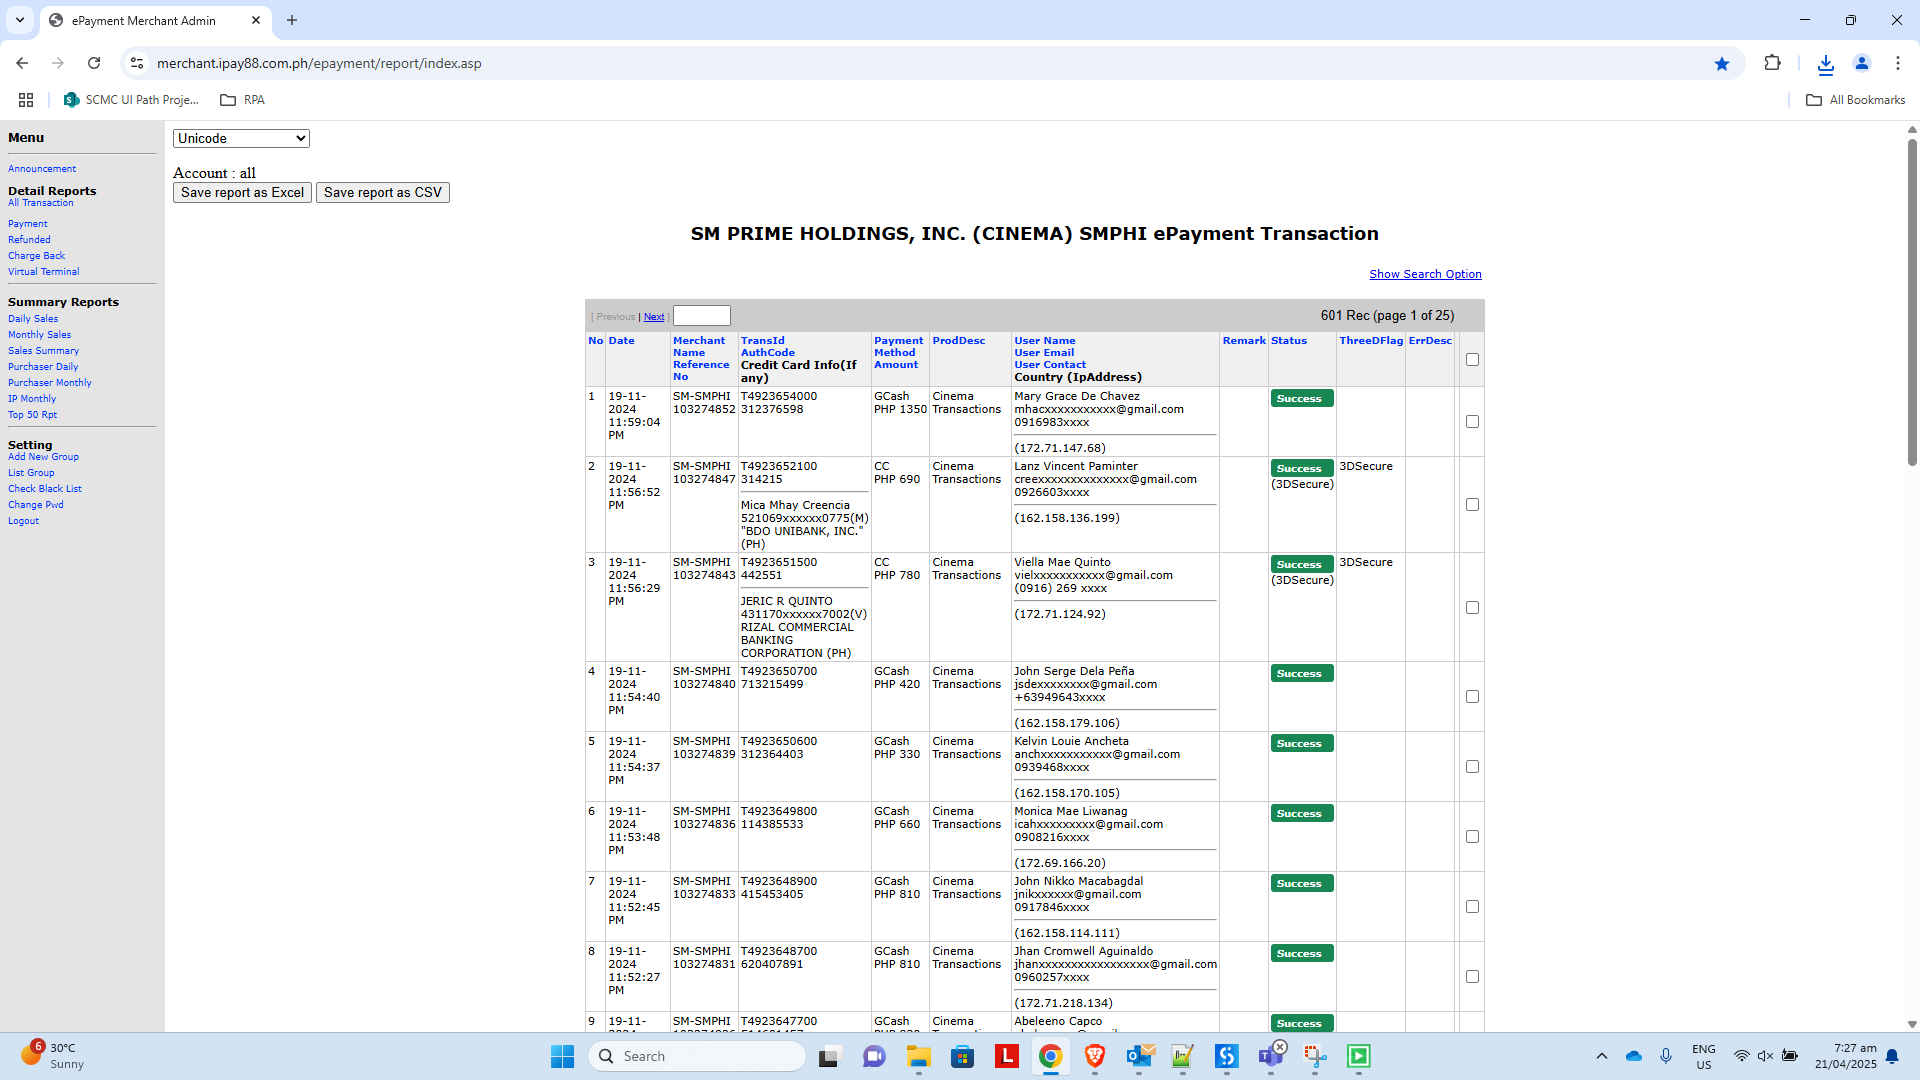 ePayment Merchant Admin
merchant.ipay88.com.ph/epayment/report/index.asp
SCMC UI Path Proje...
RPA
All Bookmarks
Menu
Announcement
Detail Reports
All Transaction
Payment
Refunded
Charge Back
Virtual Terminal
Summary Reports
Daily Sales
Monthly Sales
Sales Summary
Purchaser Daily
Purchaser Monthly
IP Monthly
Top 50 Rpt
Setting
Add New Group
List Group
Check Black List
Change Pwd
Logout
Unicode
Account : all
Save report as Excel Save report as CSV
SM PRIME HOLDINGS, INC. (CINEMA) SMPHI ePayment Transaction
Show Search Option
[ Previous | Next ] 601 Rec (page 1 of 25)
No
Date
Merchant
Name
Reference
No
TransId
AuthCode
Credit Card Info(If
any)
Payment
Method
Amount
ProdDesc
User Name
User Email
User Contact
Country (IpAddress)
Remark
Status
ThreeDFlag
ErrDesc
1
19-11-
2024
11:59:04
PM
SM-SMPHI
103274852
T4923654000
312376598
GCash
PHP 1350
Cinema
Transactions
Mary Grace De Chavez
mhacxxxxxxxxxxx@gmail.com
0916983xxxx
(172.71.147.68)
Success
2
19-11-
2024
11:56:52
PM
SM-SMPHI
103274847
T4923652100
314215
Mica Mhay Creencia
521069xxxxxx0775(M)
"BDO UNIBANK, INC."
(PH)
CC
PHP 690
Cinema
Transactions
Lanz Vincent Paminter
creexxxxxxxxxxxxxx@gmail.com
0926603xxxx
(162.158.136.199)
Success
(3DSecure)
3DSecure
3
19-11-
2024
11:56:29
PM
SM-SMPHI
103274843
T4923651500
442551
JERIC R QUINTO
431170xxxxxx7002(V)
RIZAL COMMERCIAL
BANKING
CORPORATION (PH)
CC
PHP 780
Cinema
Transactions
Viella Mae Quinto
vielxxxxxxxxxxx@gmail.com
(0916) 269 xxxx
(172.71.124.92)
Success
(3DSecure)
3DSecure
4
19-11-
2024
11:54:40
PM
SM-SMPHI
103274840
T4923650700
713215499
GCash
PHP 420
Cinema
Transactions
John Serge Dela Peña
jsdexxxxxxxx@gmail.com
+63949643xxxx
(162.158.179.106)
Success
5
19-11-
2024
11:54:37
PM
SM-SMPHI
103274839
T4923650600
312364403
GCash
PHP 330
Cinema
Transactions
Kelvin Louie Ancheta
anchxxxxxxxxxxx@gmail.com
0939468xxxx
(162.158.170.105)
Success
6
19-11-
2024
11:53:48
PM
SM-SMPHI
103274836
T4923649800
114385533
GCash
PHP 660
Cinema
Transactions
Monica Mae Liwanag
icahxxxxxxxxx@gmail.com
0908216xxxx
(172.69.166.20)
Success
7
19-11-
2024
11:52:45
PM
SM-SMPHI
103274833
T4923648900
415453405
GCash
PHP 810
Cinema
Transactions
John Nikko Macabagdal
jnikxxxxxx@gmail.com
0917846xxxx
(162.158.114.111)
Success
8
19-11-
2024
11:52:27
PM
SM-SMPHI
103274831
T4923648700
620407891
GCash
PHP 810
Cinema
Transactions
Jhan Cromwell Aguinaldo
jhanxxxxxxxxxxxxxxxxx@gmail.com
0960257xxxx
(172.71.218.134)
Success
9
19-11-
SM-SMPHI
T4923647700
GCash
Cinema
Abeleeno Capco
Success
6
30°C
Sunny
Search
ENG
US
7:27 am
21/04/2025